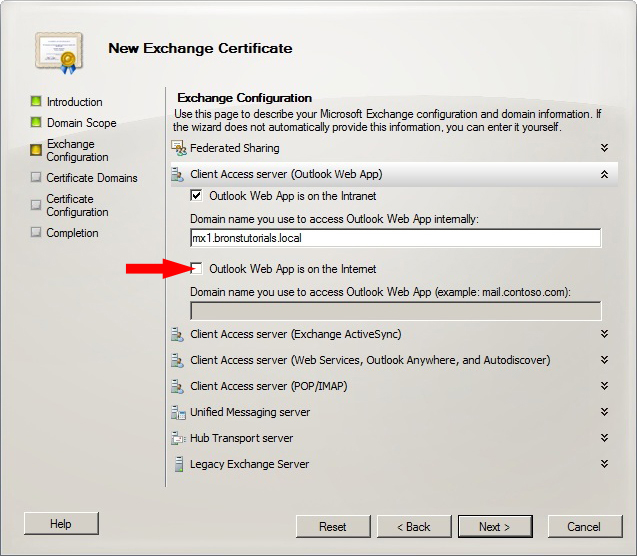 New Exchange Certificate
Introduction
Domain Scope
Exchange
Configuration
Certificate Domains
Certificate
Configuration
Completion
Exchange Configuration
Use this page to describe your Microsoft Exchange configuration and domain information. If
the wizard does not automatically provide this information, you can enter it yourself.
Federated Sharing
Client Access server (Outlook Web App)
Outlook Web App is on the Intranet
Domain name you use to access Outlook Web App internally:
mx1.bronstutorials.local
Outlook Web App is on the Internet
Domain name you use to access Outlook Web App (example: mail.contoso.com):
Client Access server (Exchange ActiveSync)
Client Access server (Web Services, Outlook Anywhere, and Autodiscover)
Client Access server (POP/IMAP)
Unified Messaging server
Hub Transport server
Legacy Exchange Server
Help
Reset
< Back
Next >
Cancel